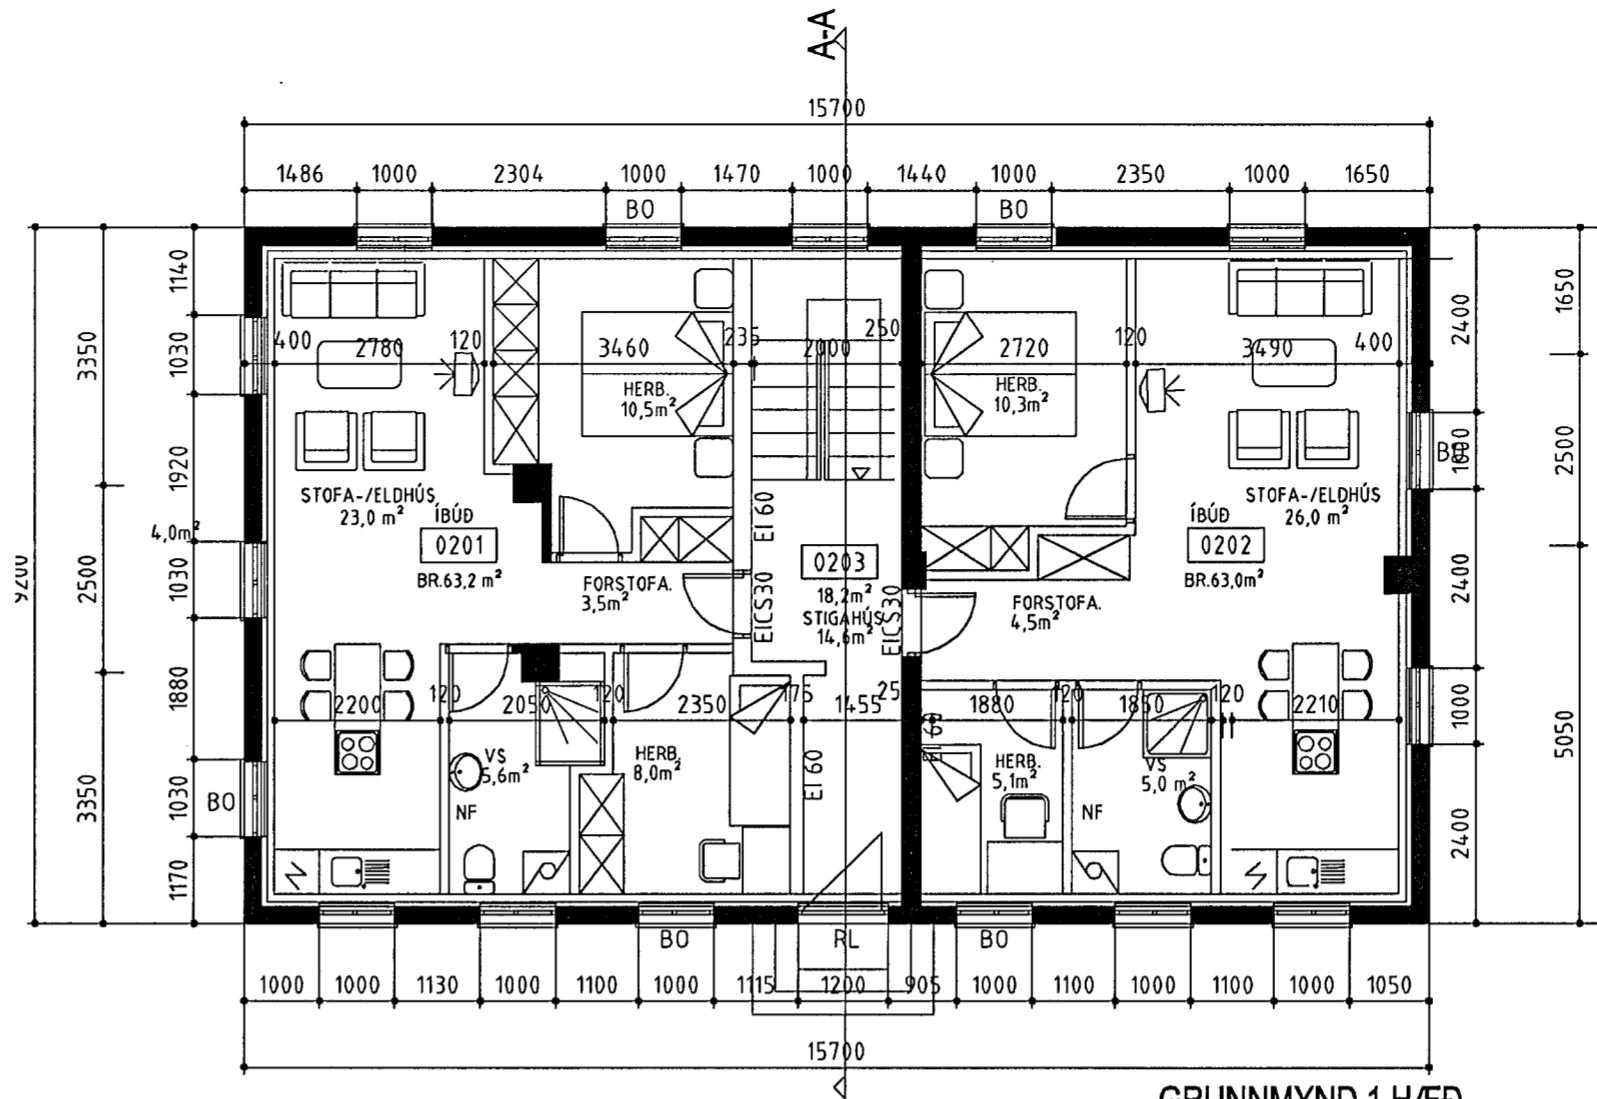 A-A
15700
1486 1000 2304 1000 1470 1000 1440 1000 2350 1000 1650
BO BO
1140
1030
1920
1030
1880
1030
1170
3350
2500
3350
9200
4,0m²
BO
400 2780 120 3460 235 2000 250 2720 120 3490 400
HERB.
10,5m²
HERB.
10,3m²
STOFA-/ELDHÚS
23,0 m²
ÍBÚÐ
0201
BR.63,2 m²
FORSTOFA.
3,5m²
EI 60
EICS30
0203
18,2m²
STIGAHÚS
14,6m²
EICS30
STOFA-/ELDHÚS
26,0 m²
ÍBÚÐ
0202
BR.63,0m²
FORSTOFA.
4,5m²
2200 120 2050 120 2350 175 1455 25 1880 120 1850 120 2210
VS
5,6m²
NF
HERB.
8,0m²
EI 60
HERB.
5,1m²
VS
5,0 m²
NF
2400
1000
2400
1000
2400
1650
2500
5050
BO RL BO
1000 1000 1130 1000 1100 1000 1115 1200 905 1000 1100 1000 1100 1000 1050
15700
GRUNNMYND 1.HÆÐ